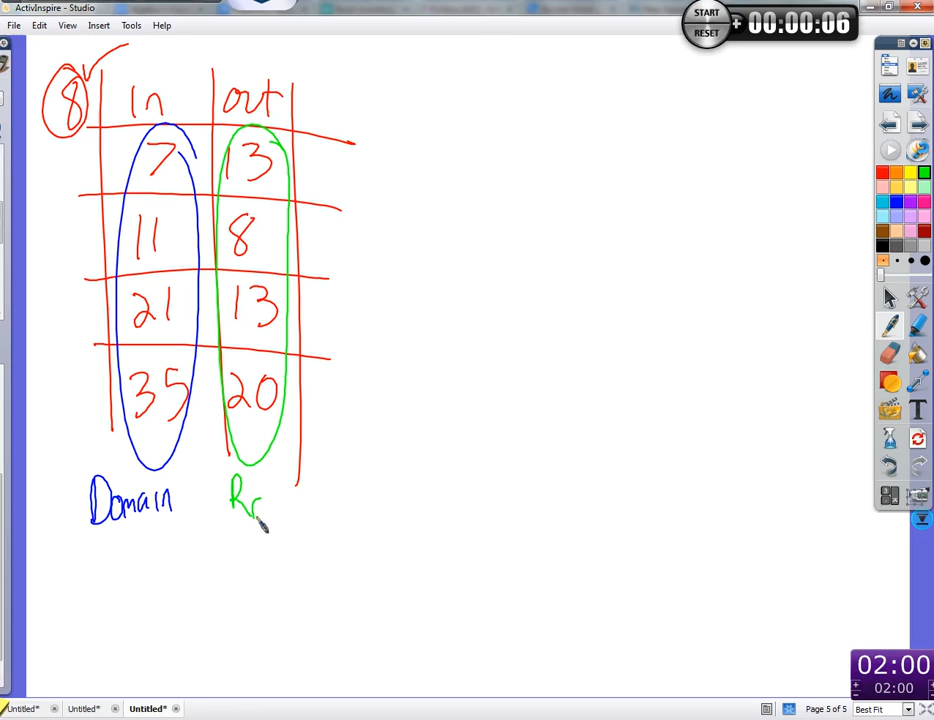 ActivInspire - Studio
START
RESET
+ 00:00:06
File Edit View Insert Tools Help
8 In out
7 13
11 8
21 13
35 20
Domain
T
02:00
02:00
Untitled* Untitled* Untitled* Page 5 of 5 Best Fit